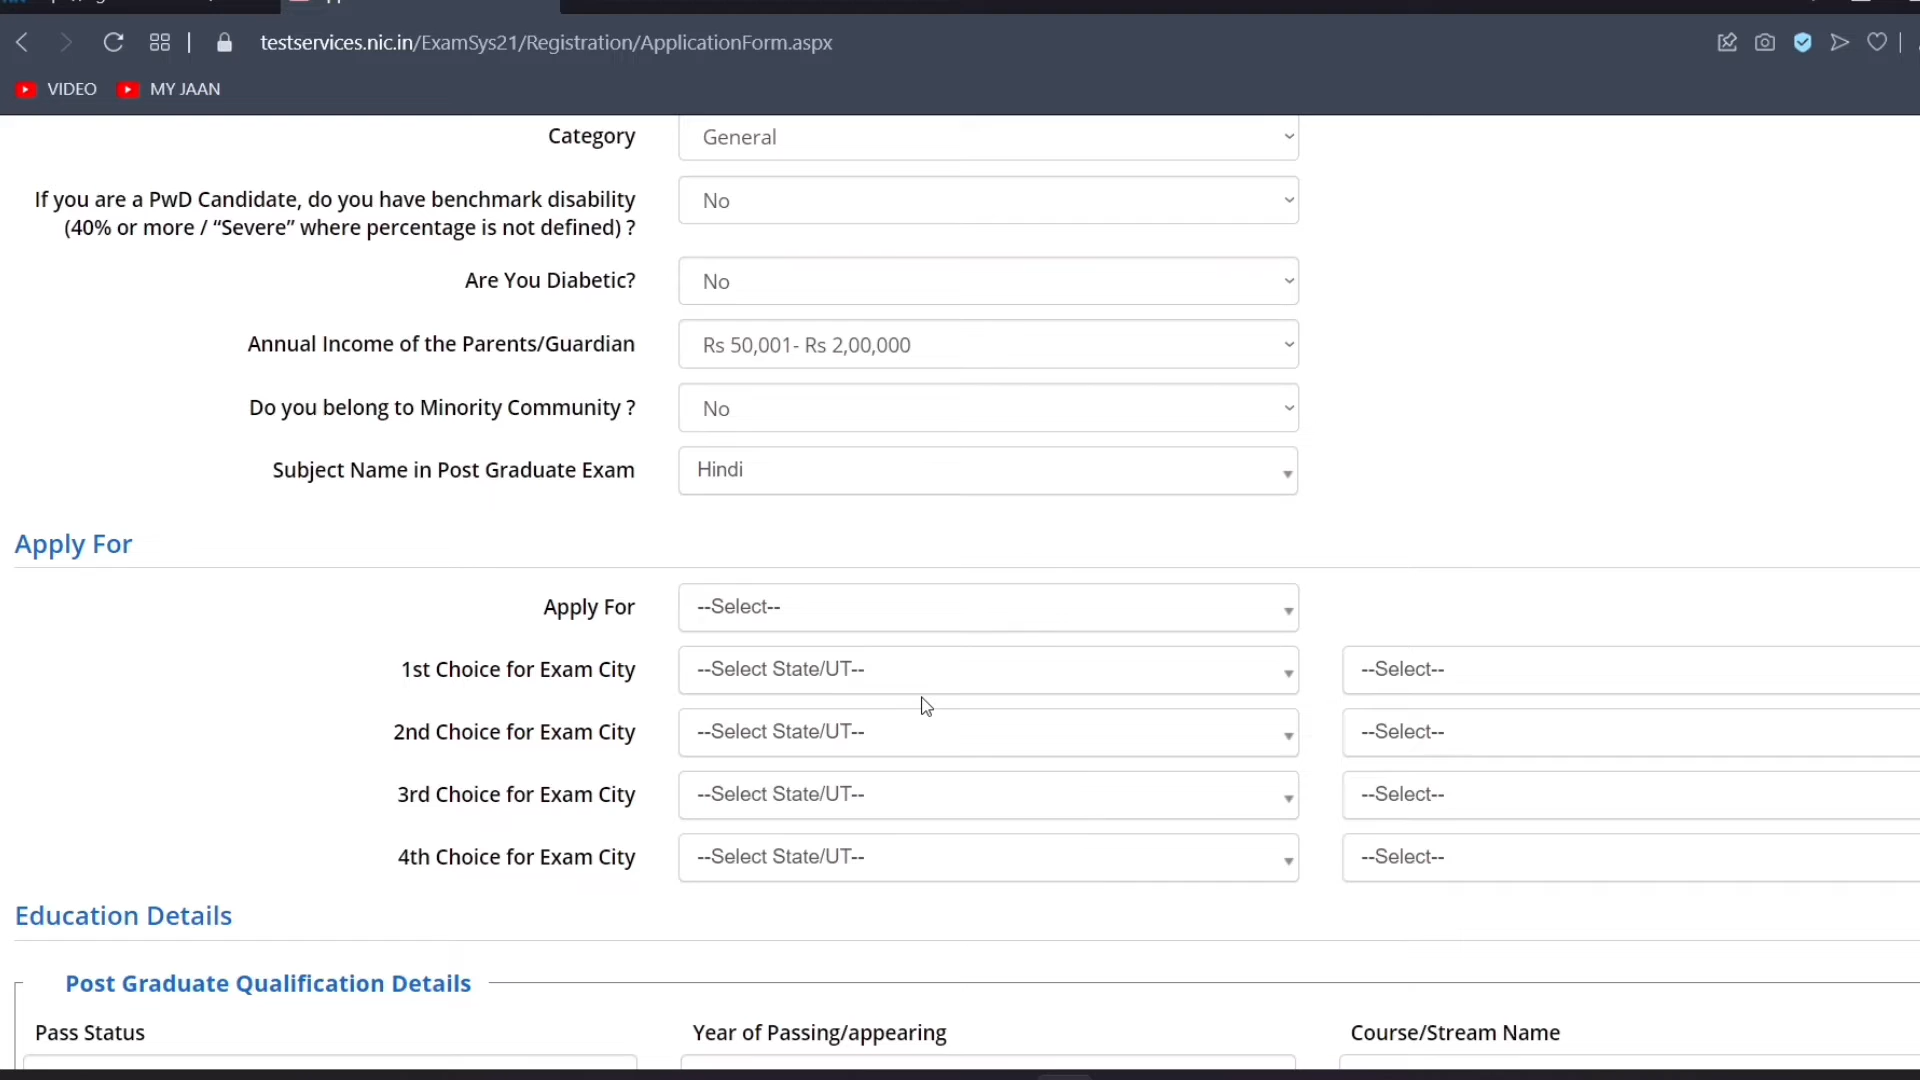 testservices.nic.in/ExamSys21/Registration/ApplicationForm.aspx
VIDEO MY JAAN
Category General
If you are a PwD Candidate, do you have benchmark disability
(40% or more / “Severe” where percentage is not defined) ? No
Are You Diabetic? No
Annual Income of the Parents/Guardian Rs 50,001- Rs 2,00,000
Do you belong to Minority Community ? No
Subject Name in Post Graduate Exam Hindi
Apply For
Apply For --Select--
1st Choice for Exam City --Select State/UT-- --Select--
2nd Choice for Exam City --Select State/UT-- --Select--
3rd Choice for Exam City --Select State/UT-- --Select--
4th Choice for Exam City --Select State/UT-- --Select--
Education Details
Post Graduate Qualification Details
Pass Status Year of Passing/appearing Course/Stream Name